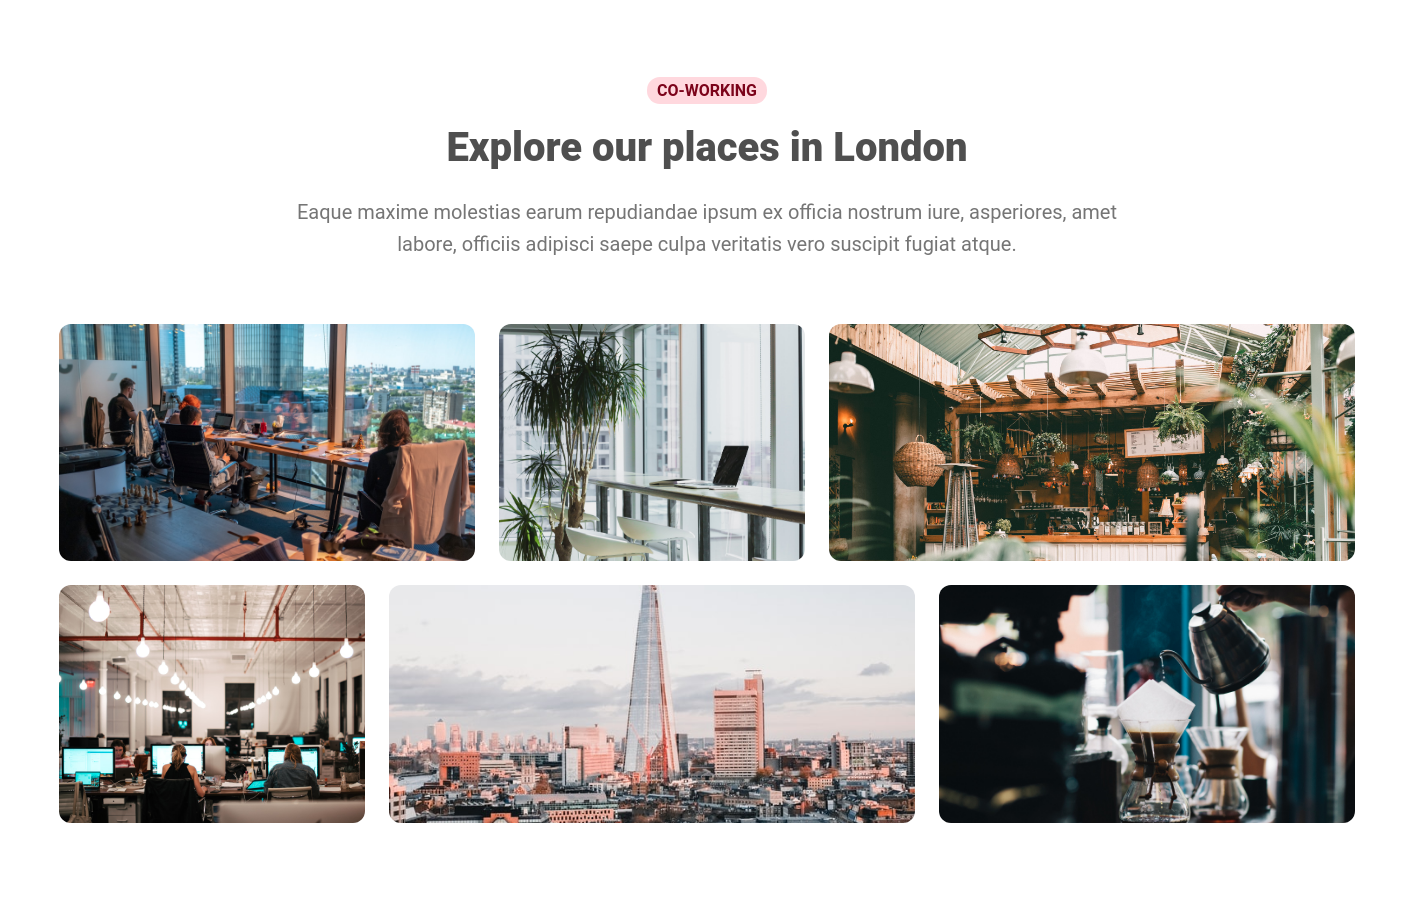 CO-WORKING
Explore our places in London
Eaque maxime molestias earum repudiandae ipsum ex officia nostrum iure, asperiores, amet
labore, officiis adipisci saepe culpa veritatis vero suscipit fugiat atque.